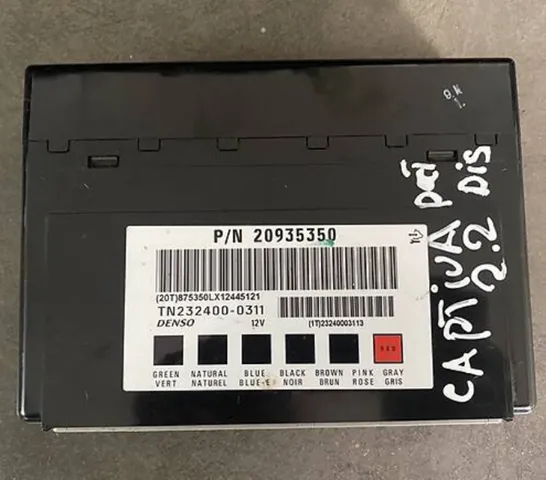 P/N 20935350
(20T)875350LX12445121
TN232400-0311
DENSO 12V
(1T)23240003113
RED
GREEN NATURAL BLUE BLACK BROWN PINK GRAY
VERT NATUREL BLUE-E NOIR BRUN ROSE GRIS
CAPTIVA
2.2 Dis